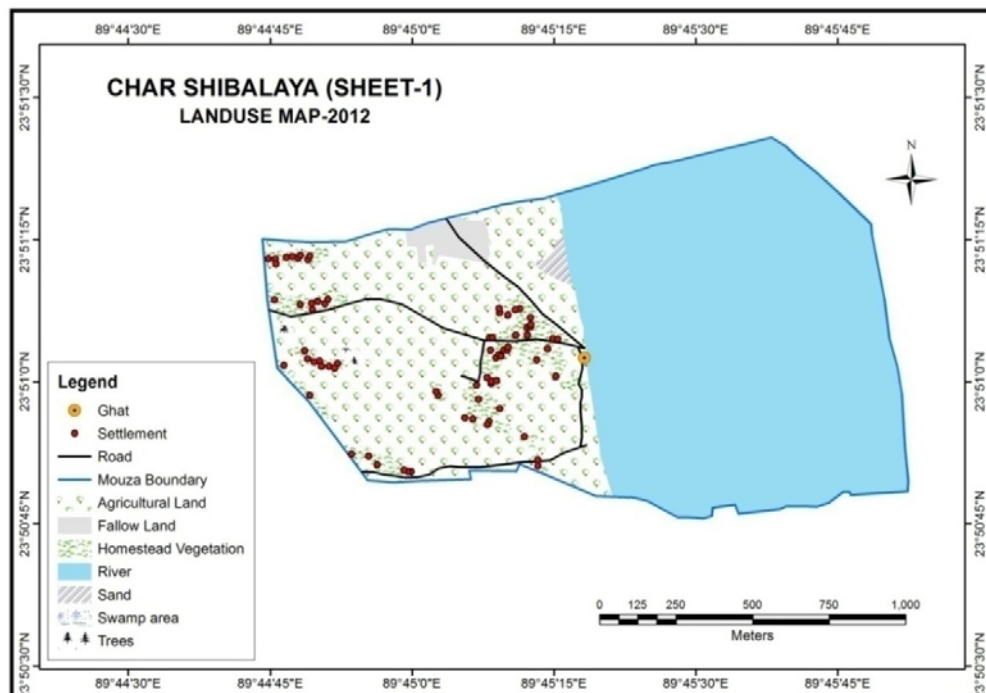 89°44'30"E 89°44'45"E 89°45'0"E 89°45'15"E 89°45'30"E 89°45'45"E
CHAR SHIBALAYA (SHEET-1)
LANDUSE MAP-2012
N
23°51'30"N 23°51'30"N
23°51'15"N 23°51'15"N
23°51'0"N 23°51'0"N
23°50'45"N 23°50'45"N
23°50'30"N 23°50'30"N
Legend
Ghat
Settlement
Road
Mouza Boundary
Agricultural Land
Fallow Land
Homestead Vegetation
River
Sand
Swamp area
Trees
0 125 250 500 750 1,000
Meters
89°44'30"E 89°44'45"E 89°45'0"E 89°45'15"E 89°45'30"E 89°45'45"E